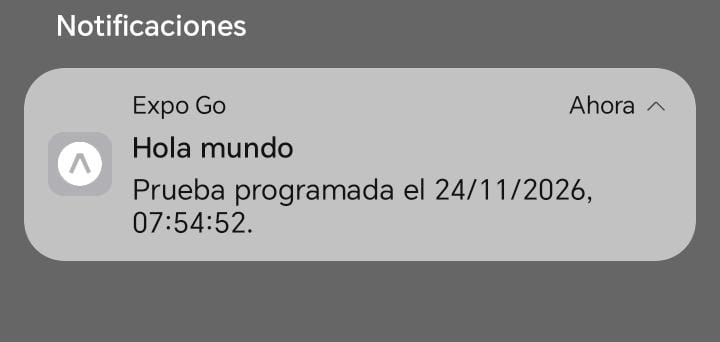 Notificaciones
Expo Go
Ahora
Hola mundo
Prueba programada el 24/11/2026,
07:54:52.